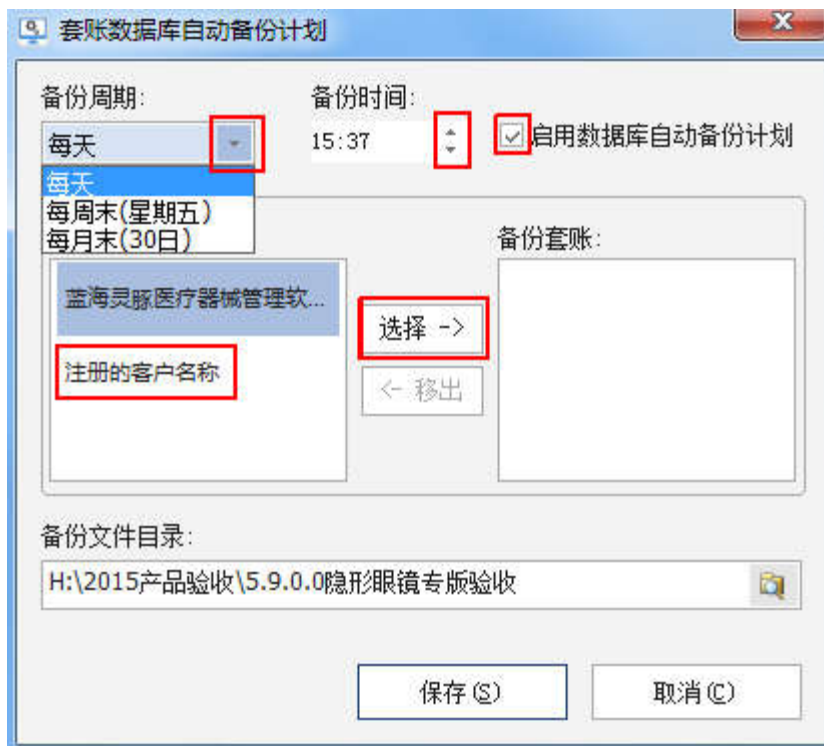 套账数据库自动备份计划
备份周期:
备份时间:
每天
15:37
启用数据库自动备份计划
每天
每周末(星期五)
每月末(30日)
备份套账:
蓝海灵豚医疗器械管理软...
选择 ->
注册的客户名称
<- 移出
备份文件目录:
H:\2015产品验收\5.9.0.0隐形眼镜专版验收
保存(S)
取消(C)